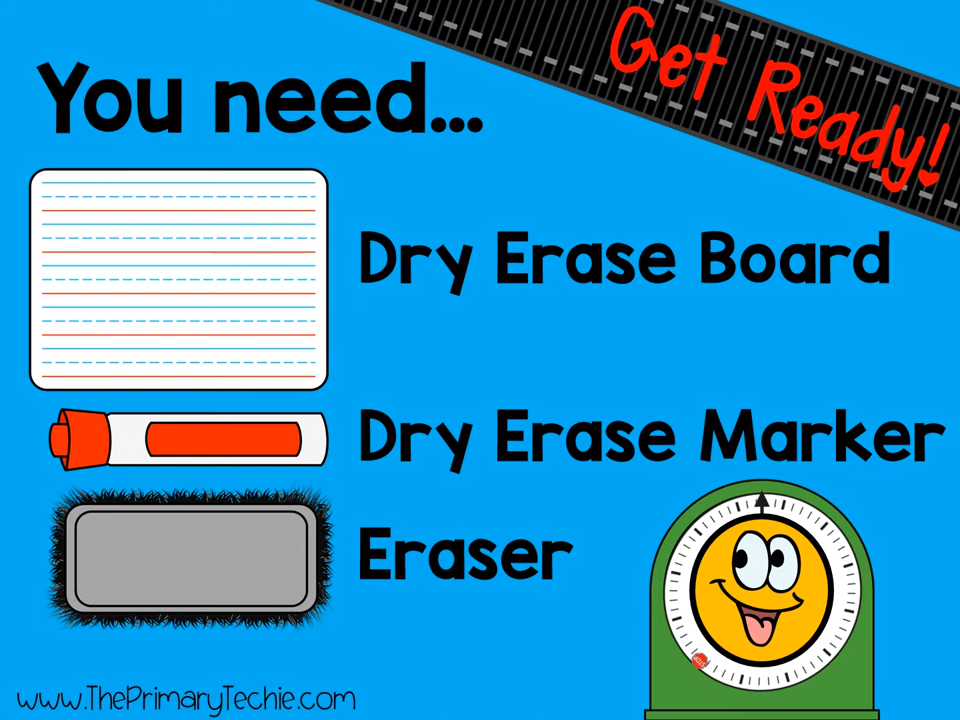 Get Ready!
You need...
Dry Erase Board
Dry Erase Marker
Eraser
www.ThePrimaryTechie.com